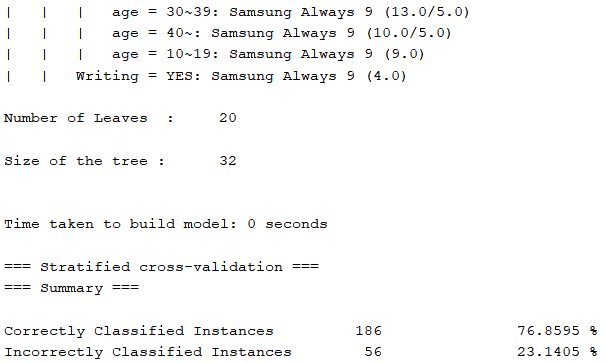 |   |   |   age = 30~39: Samsung Always 9 (13.0/5.0)
|   |   |   age = 40~: Samsung Always 9 (10.0/5.0)
|   |   |   age = 10~19: Samsung Always 9 (9.0)
|   |   Writing = YES: Samsung Always 9 (4.0)
Number of Leaves  :     20
Size of the tree :      32
Time taken to build model: 0 seconds
=== Stratified cross-validation ===
=== Summary ===
Correctly Classified Instances         186               76.8595 %
Incorrectly Classified Instances        56               23.1405 %